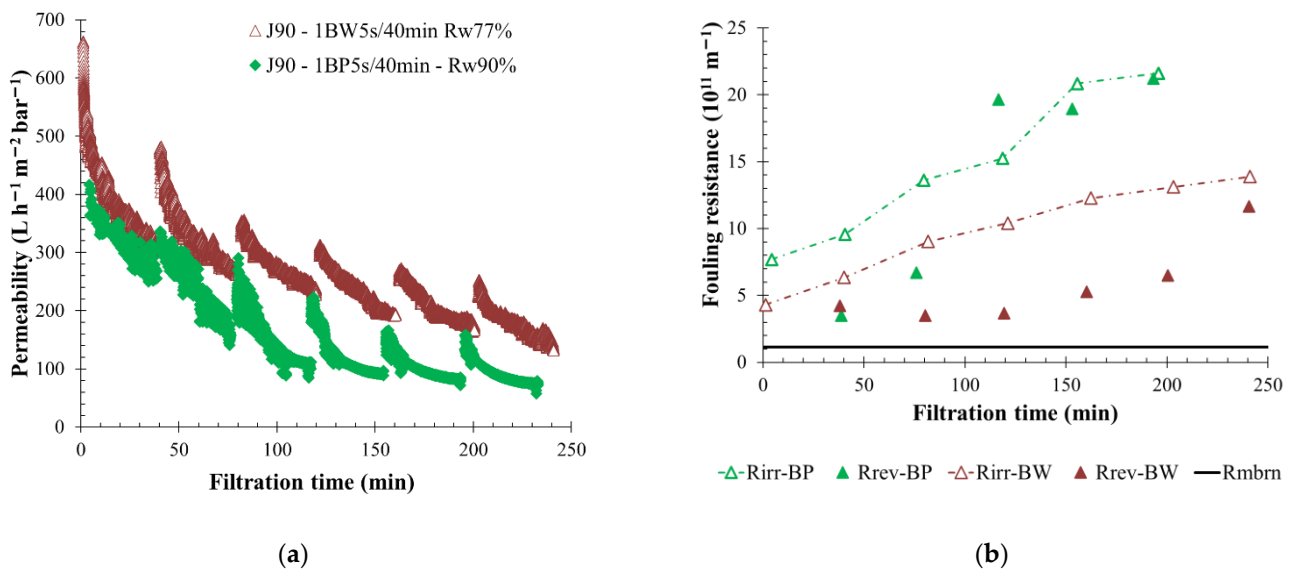 J90 - 1BW5s/40min Rw77%
J90 - 1BP5s/40min - Rw90%
Permeability (L h⁻¹ m⁻² bar⁻¹)
700
600
500
400
300
200
100
0
0 50 100 150 200 250
Filtration time (min)
(a)
Fouling resistance (10¹¹ m⁻¹)
25
20
15
10
5
0
0 50 100 150 200 250
Filtration time (min)
Rirr-BP Rrev-BP Rirr-BW Rrev-BW Rmbrn
(b)